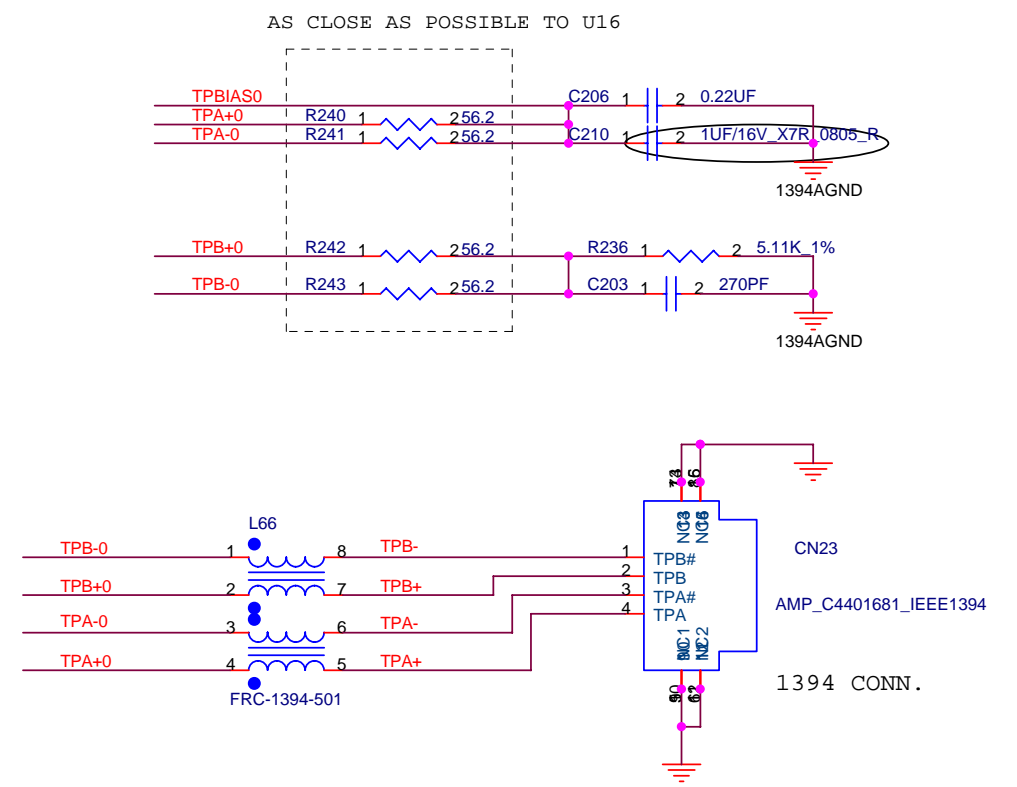 AS CLOSE AS POSSIBLE TO U16
TPBIAS0 C206 1 2 0.22UF
TPA+0 R240 1 2 56.2
TPA-0 R241 1 2 56.2 C210 1 2 1UF/16V_X7R_0805_R
1394AGND
TPB+0 R242 1 2 56.2 R236 1 2 5.11K_1%
TPB-0 R243 1 2 56.2 C203 1 2 270PF
1394AGND
L66
TPB-0 1 8 TPB- 1 TPB#
CN23
TPB+0 2 7 TPB+ 2 TPB
TPA-0 3 6 TPA- 3 TPA#
AMP_C4401681_IEEE1394
TPA+0 4 5 TPA+ 4 TPA
FRC-1394-501
1394 CONN.